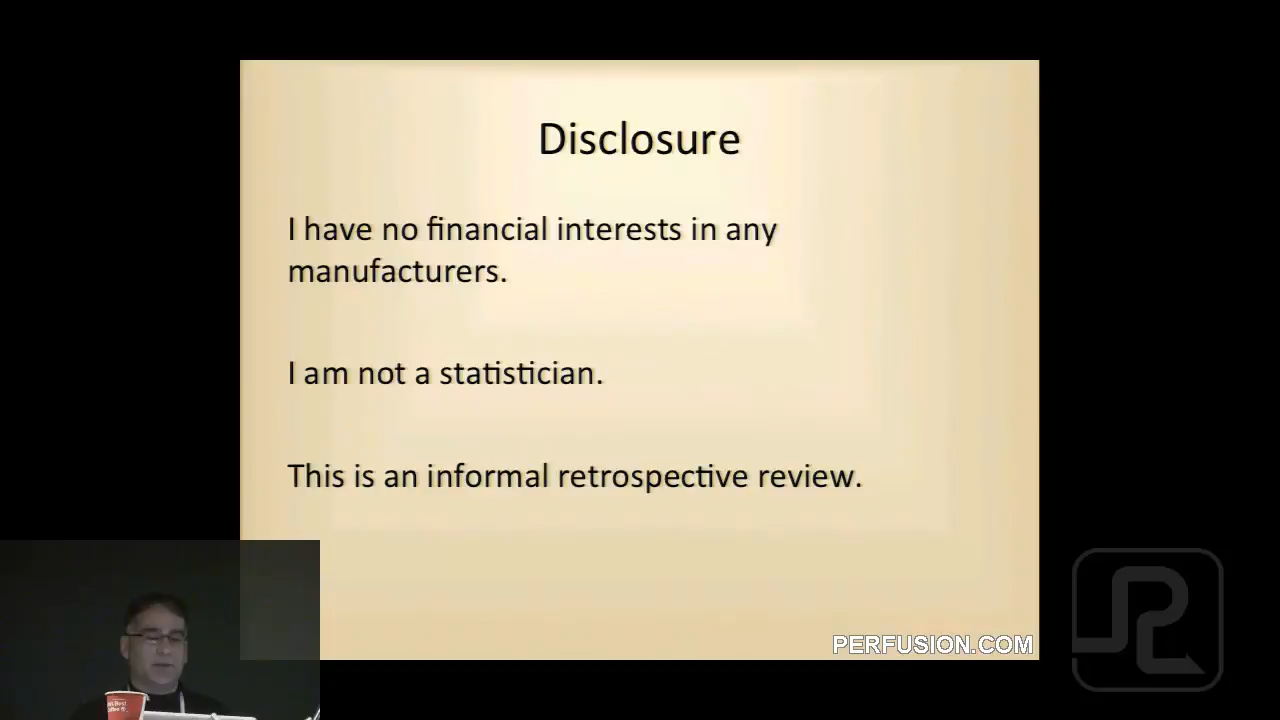 Disclosure
I have no financial interests in any
manufacturers.
I am not a statistician.
This is an informal retrospective review.
PERFUSION.COM
Best